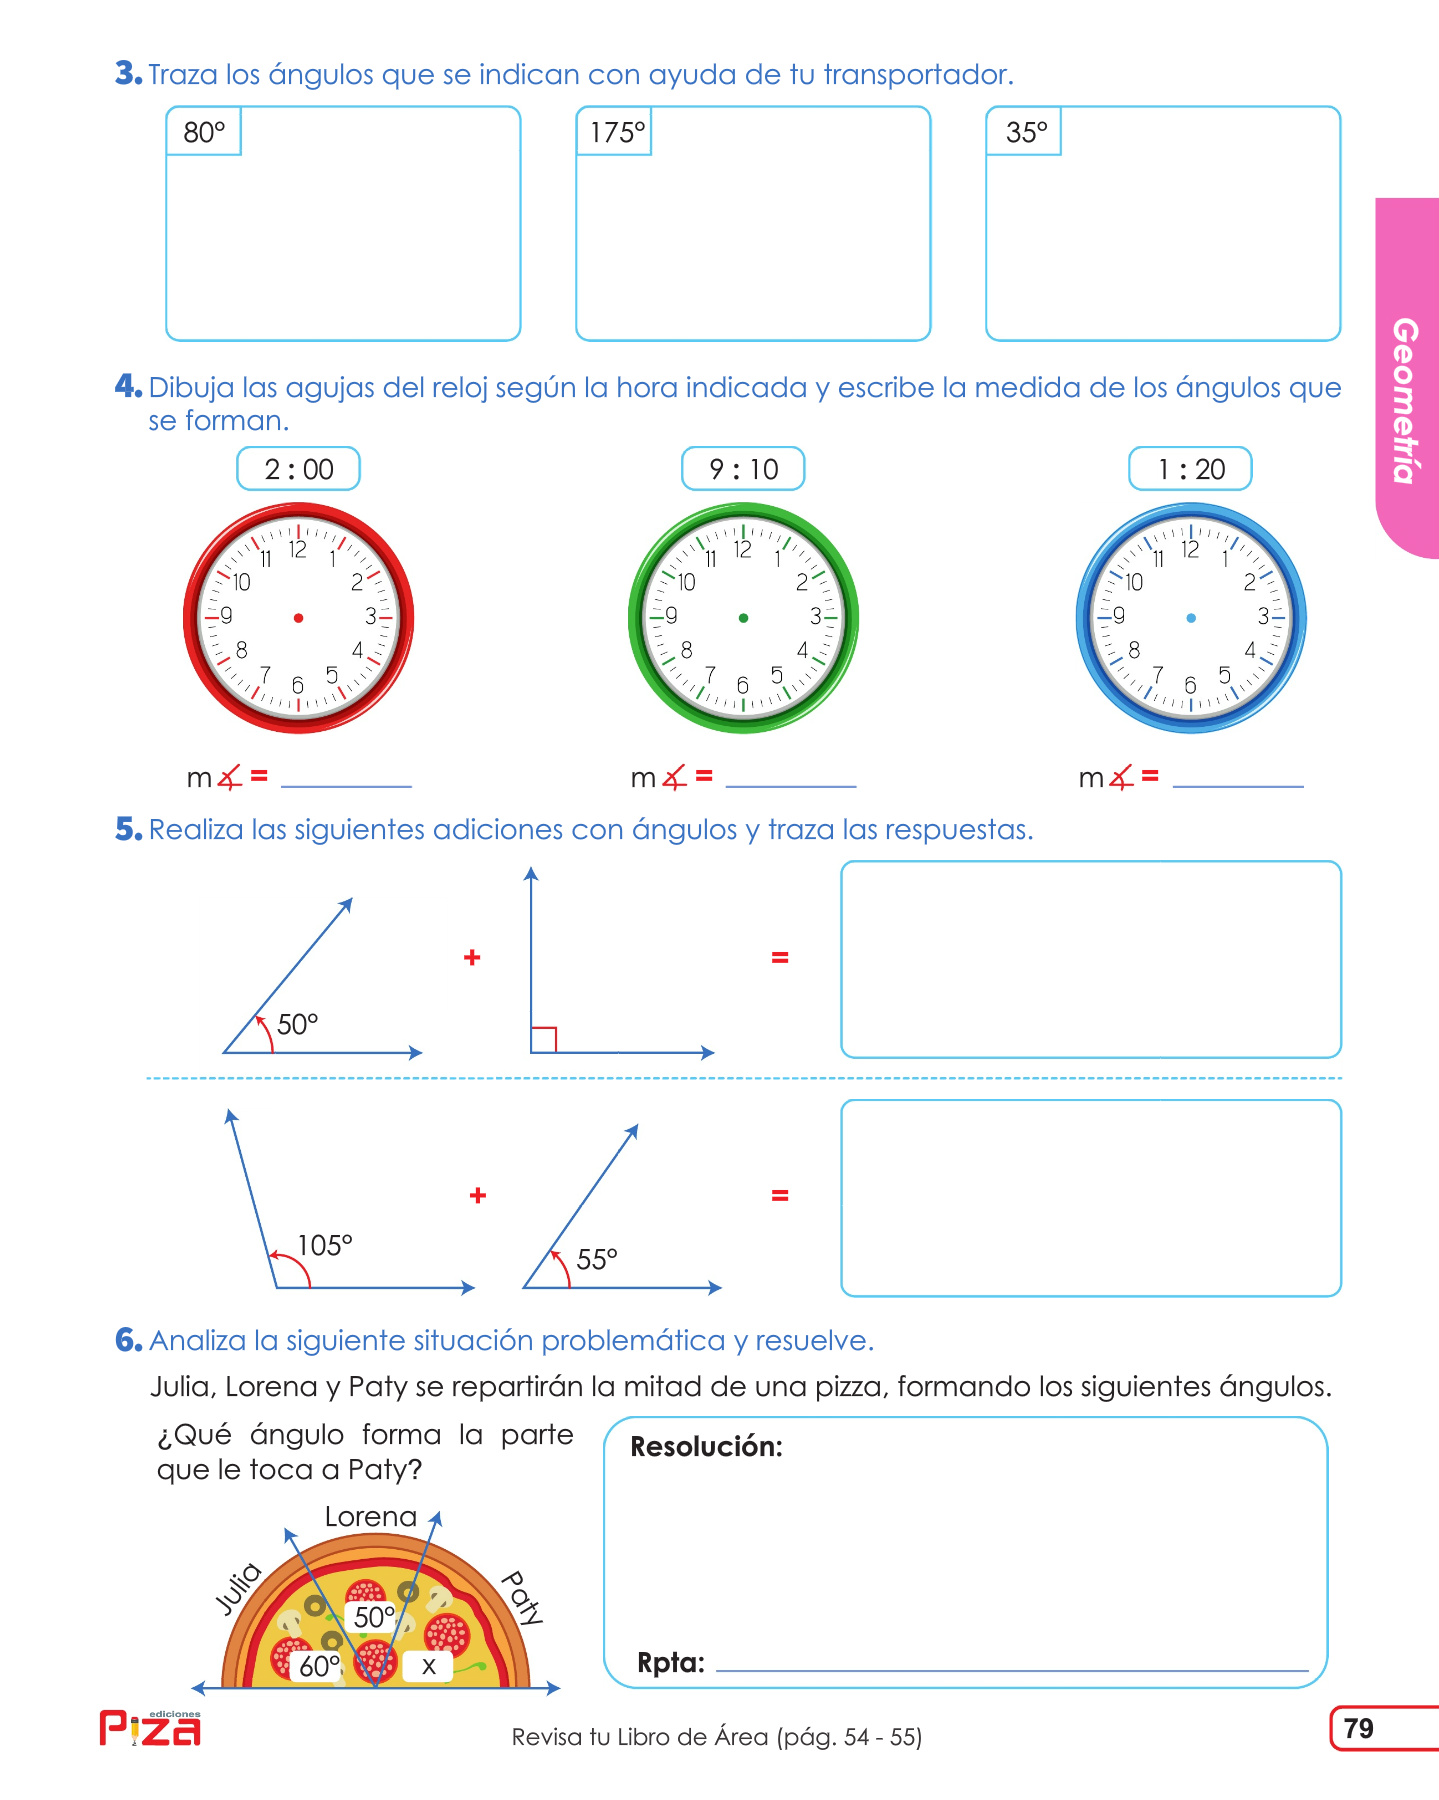 3. Traza los ángulos que se indican con ayuda de tu transportador.
80°
175°
35°
Geometría
4. Dibuja las agujas del reloj según la hora indicada y escribe la medida de los ángulos que
se forman.
2 : 00
9 : 10
1 : 20
12
1
2
3
4
5
6
7
8
9
10
11
12
1
2
3
4
5
6
7
8
9
10
11
12
1
2
3
4
5
6
7
8
9
10
11
m∡ = ________
m∡ = ________
m∡ = ________
5. Realiza las siguientes adiciones con ángulos y traza las respuestas.
50°
+
=
105°
+
55°
=
6. Analiza la siguiente situación problemática y resuelve.
Julia, Lorena y Paty se repartirán la mitad de una pizza, formando los siguientes ángulos.
¿Qué ángulo forma la parte
que le toca a Paty?
Resolución:
Lorena
Julia
Paty
50°
60°
x
Rpta:
ediciones
Piza
Revisa tu Libro de Área (pág. 54 - 55)
79